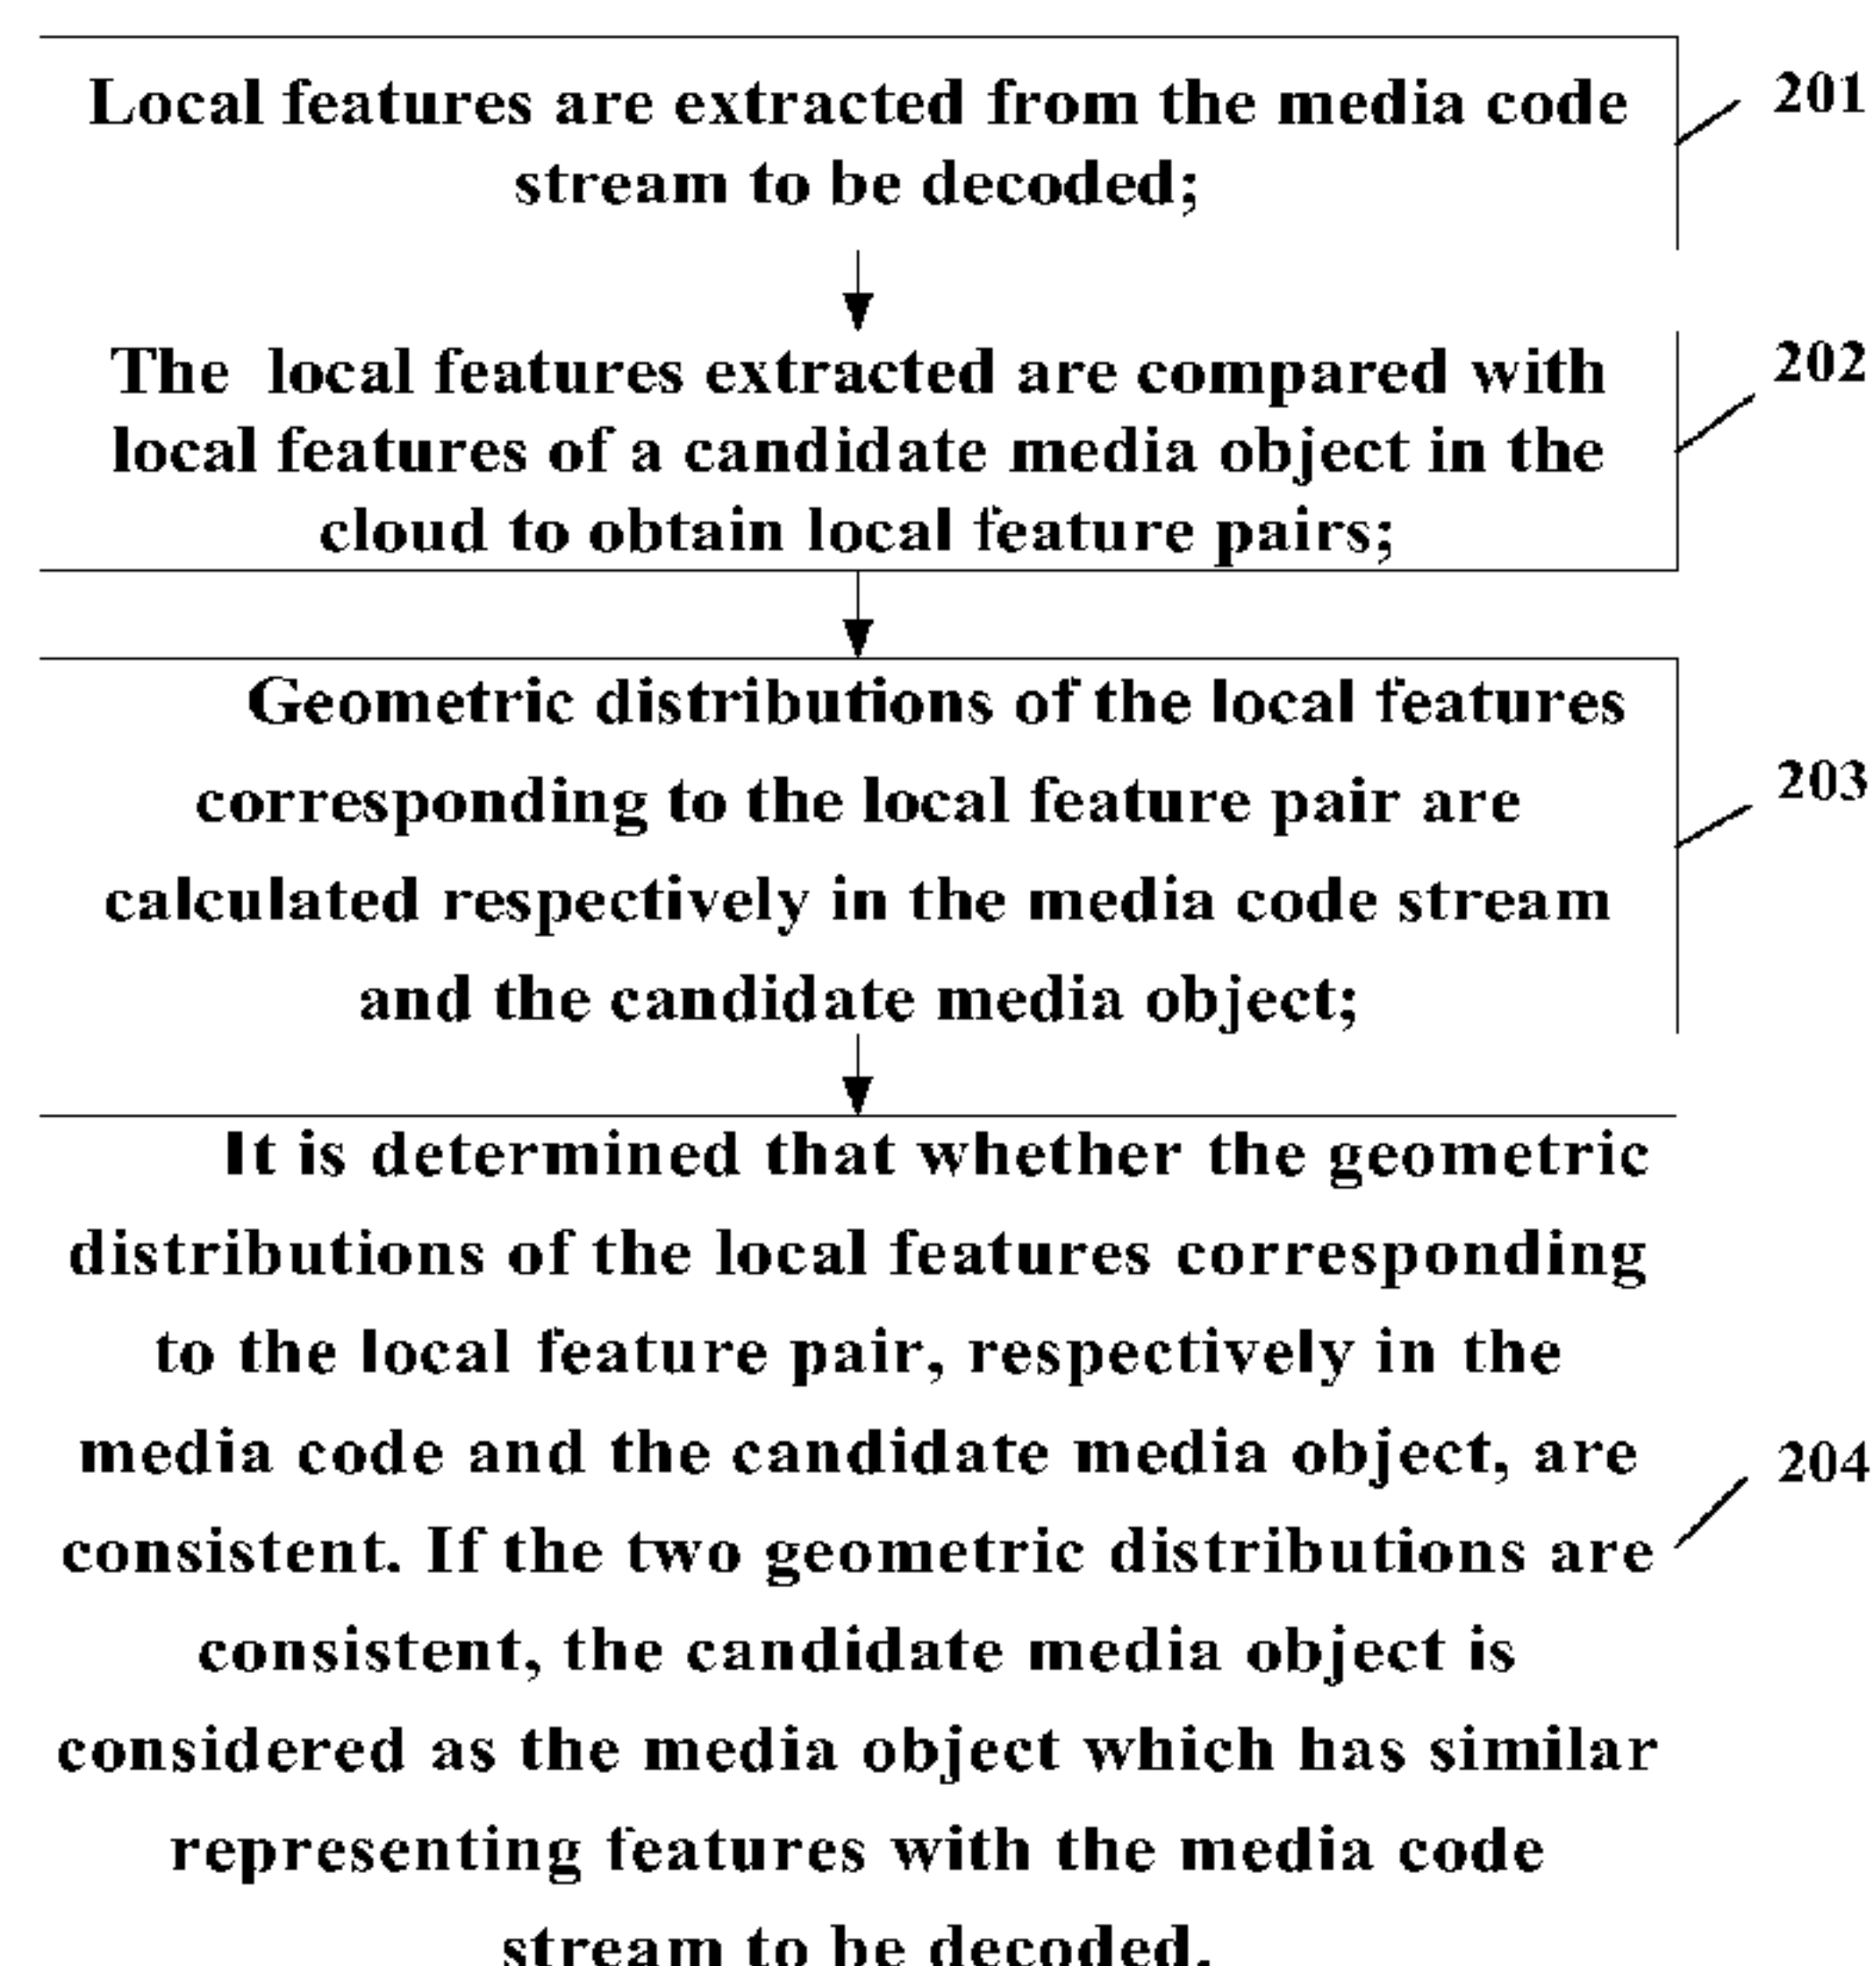 Local features are extracted from the media code
stream to be decoded;
201
The local features extracted are compared with
local features of a candidate media object in the
cloud to obtain local feature pairs;
202
Geometric distributions of the local features
corresponding to the local feature pair are
calculated respectively in the media code stream
and the candidate media object;
203
It is determined that whether the geometric
distributions of the local features corresponding
to the local feature pair, respectively in the
media code and the candidate media object, are
consistent. If the two geometric distributions are
consistent, the candidate media object is
considered as the media object which has similar
representing features with the media code
stream to be decoded.
204